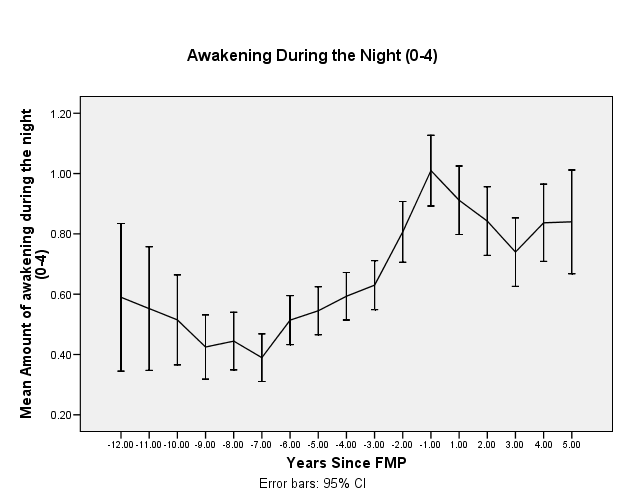 Awakening During the Night (0-4)
Mean Amount of awakening during the night
(0-4)
1.20
1.00
0.80
0.60
0.40
0.20
-12.00 -11.00 -10.00 -9.00 -8.00 -7.00 -6.00 -5.00 -4.00 -3.00 -2.00 -1.00 1.00 2.00 3.00 4.00 5.00
Years Since FMP
Error bars: 95% CI